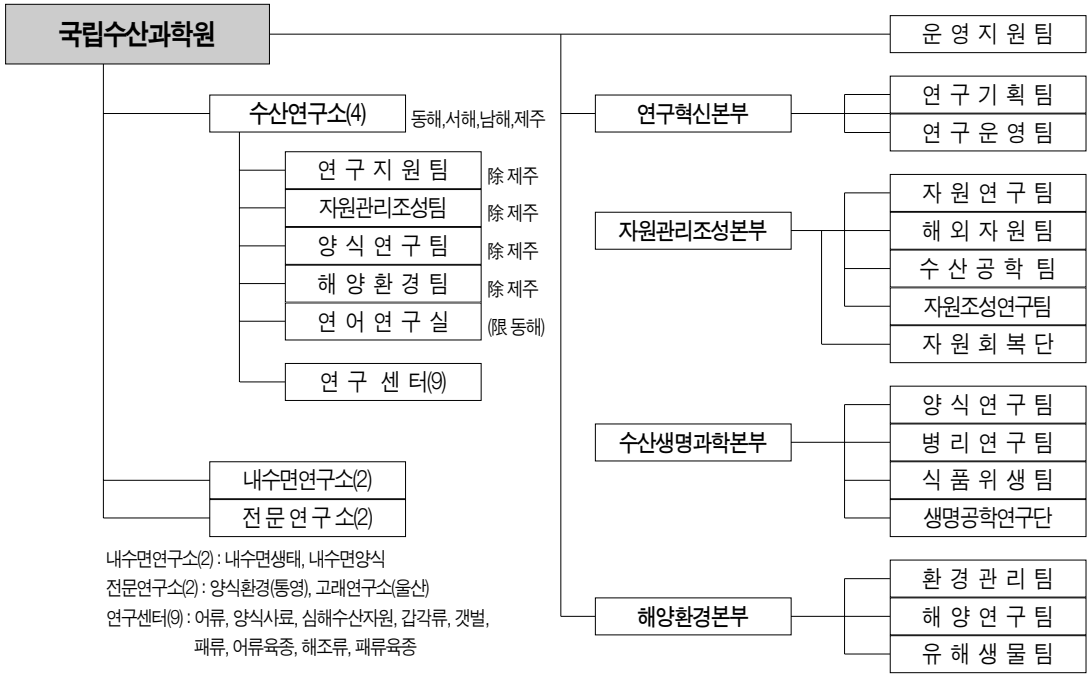 국립수산과학원
수산연구소(4) 동해,서해,남해,제주
연구지원팀 除 제주
자원관리조성팀 除 제주
양식연구팀 除 제주
해양환경팀 除 제주
연어연구실 (限 동해)
연구 센터(9)
내수면연구소(2)
전문연구소(2)
내수면연구소(2) : 내수면생태, 내수면양식
전문연구소(2) : 양식환경(통영), 고래연구소(울산)
연구센터(9) : 어류, 양식사료, 심해수산자원, 갑각류, 갯벌,
패류, 어류육종, 해조류, 패류육종
운영지원팀
연구혁신본부
연구기획팀
연구운영팀
자원관리조성본부
자원연구팀
해외자원팀
수산공학 팀
자원조성연구팀
자원회복단
수산생명과학본부
양식연구팀
병리연구팀
식품위생팀
생명공학연구단
해양환경본부
환경관리팀
해양연구팀
유해생물팀